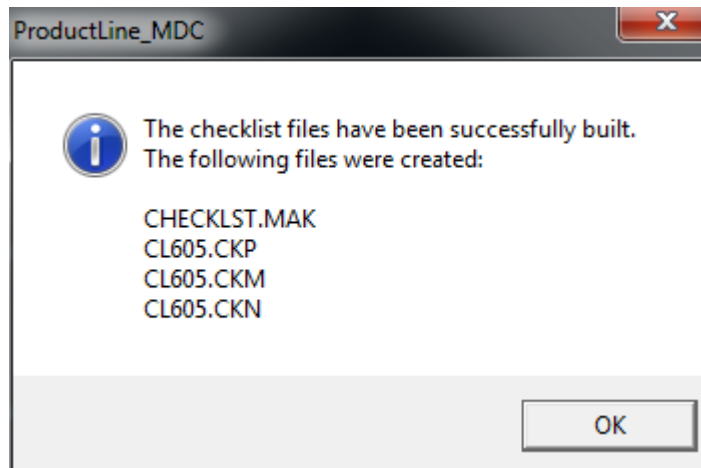 ProductLine_MDC
The checklist files have been successfully built.
The following files were created:
CHECKLST.MAK
CL605.CKP
CL605.CKM
CL605.CKN
OK